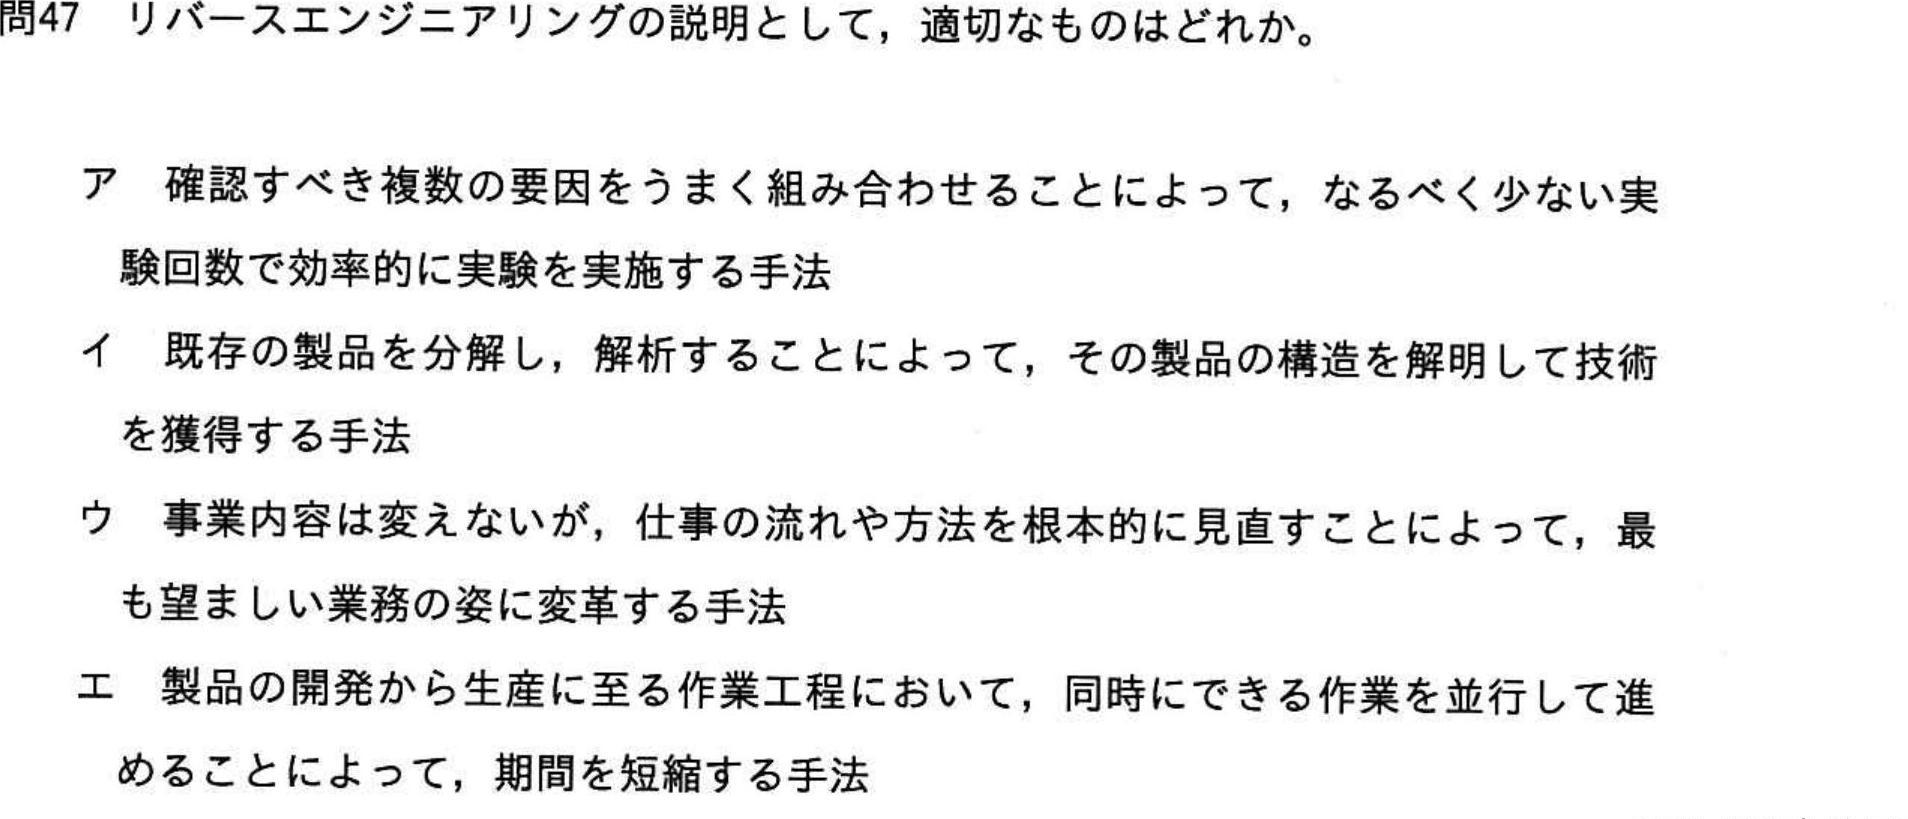 問47　リバースエンジニアリングの説明として，適切なものはどれか。
ア　確認すべき複数の要因をうまく組み合わせることによって，なるべく少ない実
験回数で効率的に実験を実施する手法
イ　既存の製品を分解し，解析することによって，その製品の構造を解明して技術
を獲得する手法
ウ　事業内容は変えないが，仕事の流れや方法を根本的に見直すことによって，最
も望ましい業務の姿に変革する手法
エ　製品の開発から生産に至る作業工程において，同時にできる作業を並行して進
めることによって，期間を短縮する手法